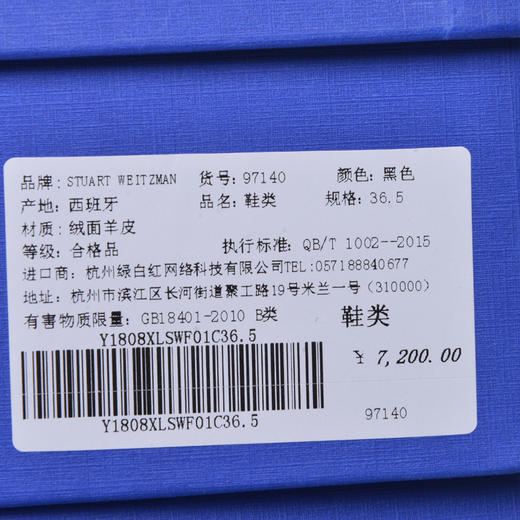 品牌: STUART WEITZMAN 货号: 97140 颜色: 黑色
产地: 西班牙 品名: 鞋类 规格: 36.5
材质: 绒面羊皮
等级: 合格品 执行标准: QB/T 1002--2015
进口商: 杭州绿白红网络科技有限公司TEL:057188840677
地址: 杭州市滨江区长河街道聚工路19号米兰一号（310000）
有害物质限量: GB18401-2010 B类 鞋类
Y1808XLSWF01C36.5
¥ 7,200.00
Y1808XLSWF01C36.5
97140